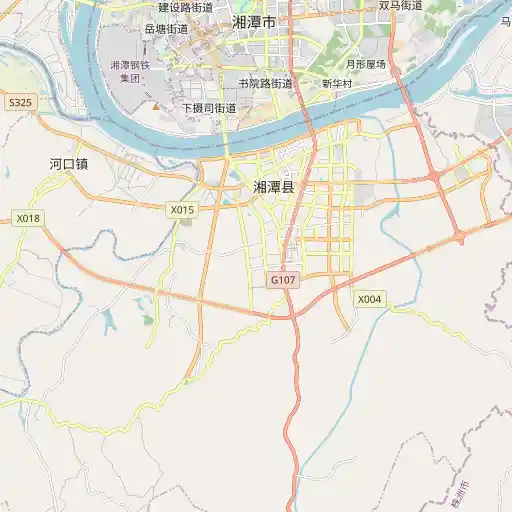 建设路街道
双马街道
岳塘街道
湘潭市
马
湘潭钢铁
集团
月形屋场
书院路街道
新华村
S325
下摄司街道
河口镇
湘潭县
X015
X018
G107
X004
株洲市